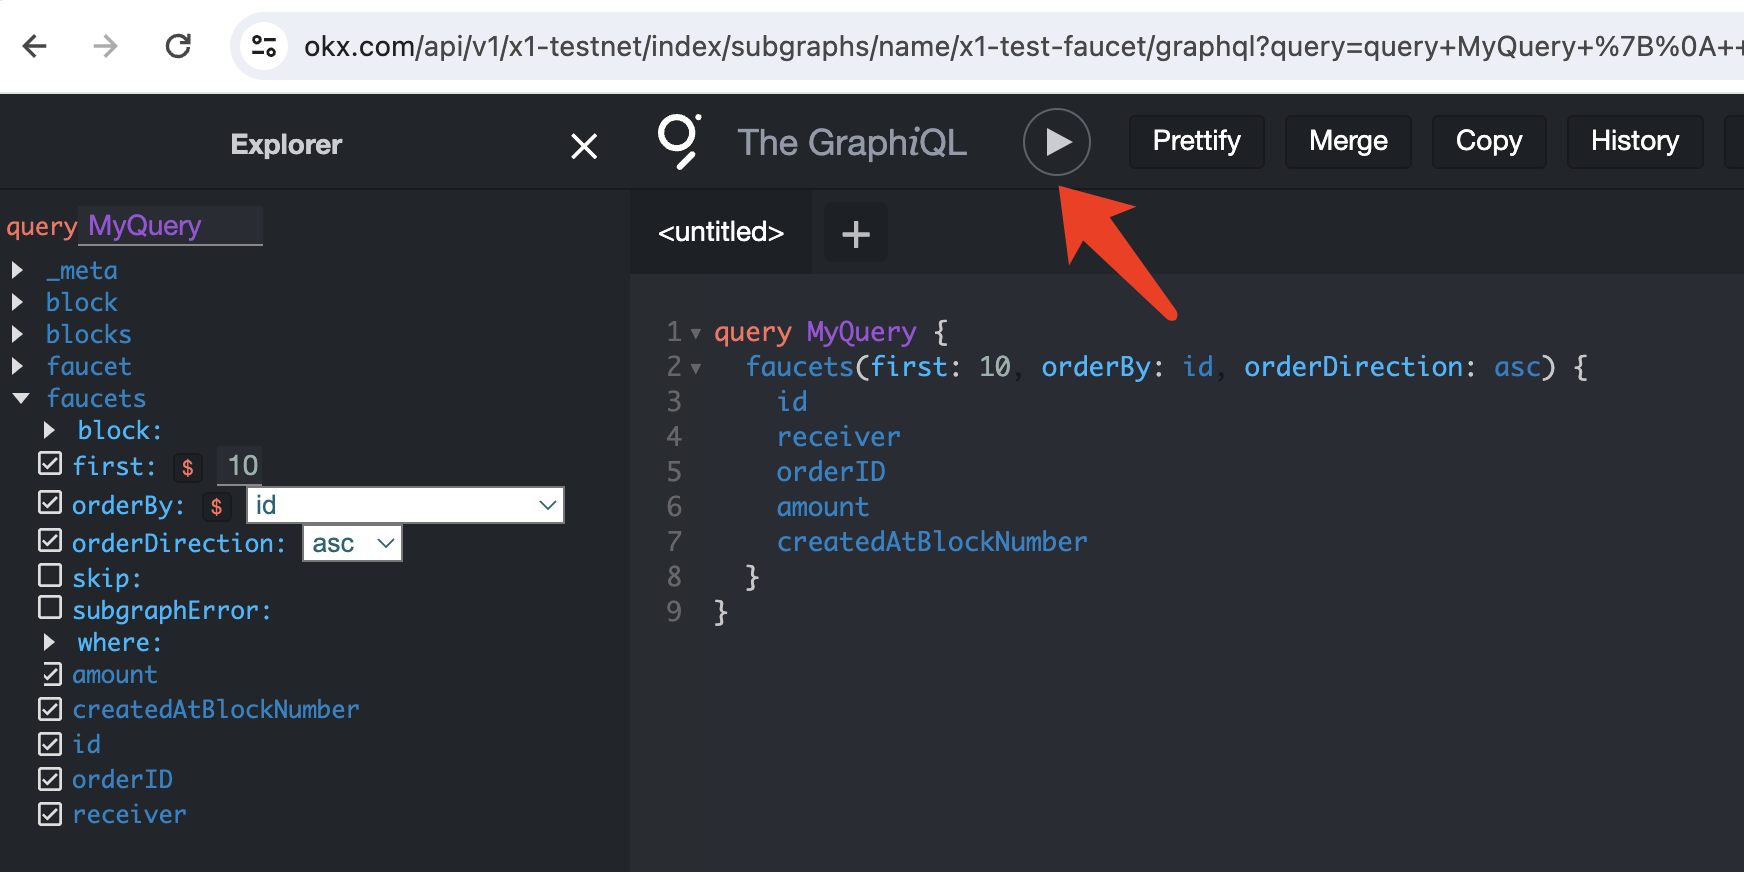 okx.com/api/v1/x1-testnet/index/subgraphs/name/x1-test-faucet/graphql?query=query+MyQuery+%7B%0A+
Explorer
The GraphiQL
Prettify
Merge
Copy
History
query MyQuery
_meta
block
blocks
faucet
faucets
block:
first: $ 10
orderBy: $ id
orderDirection: asc
skip:
subgraphError:
where:
amount
createdAtBlockNumber
id
orderID
receiver
<untitled>
1 query MyQuery {
2 faucets(first: 10, orderBy: id, orderDirection: asc) {
3 id
4 receiver
5 orderID
6 amount
7 createdAtBlockNumber
8 }
9 }